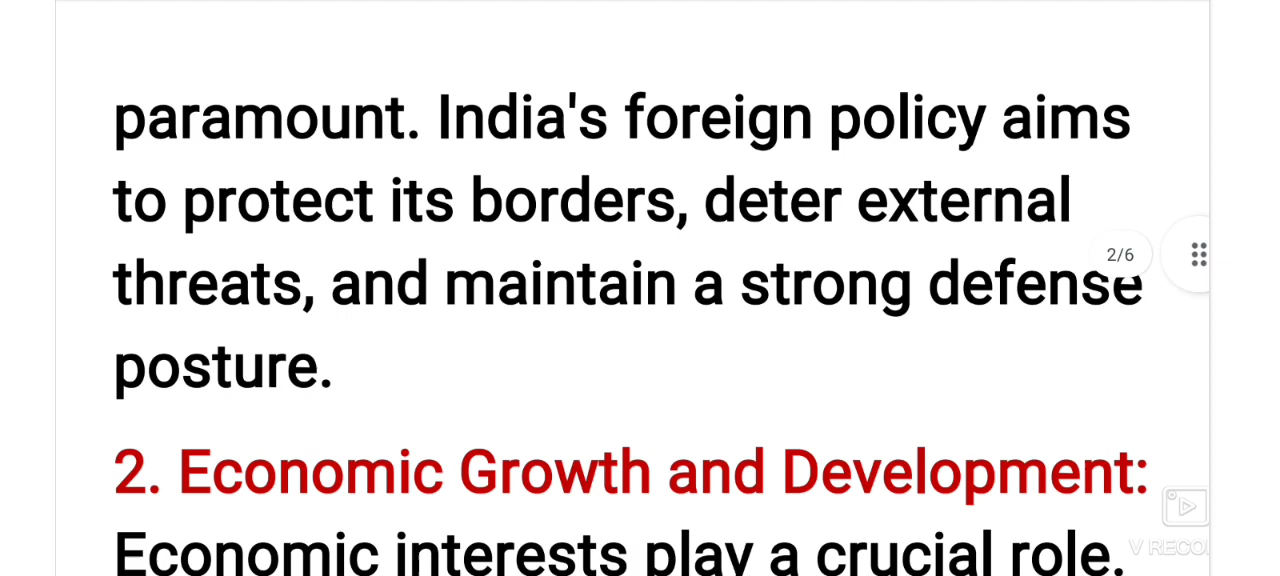 paramount. India's foreign policy aims
to protect its borders, deter external
2/6
threats, and maintain a strong defense
posture.
2. Economic Growth and Development:
Economic interests play a crucial role.
V RECO